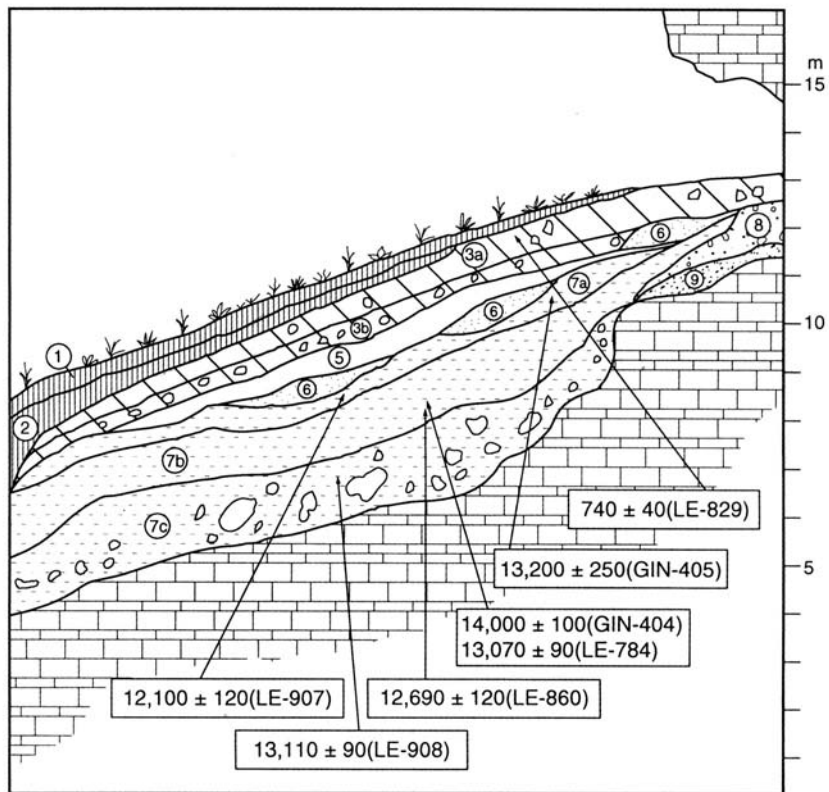 m
15
6
8
3a
7a
9
6
3b
10
1
5
6
2
7b
740 ± 40(LE-829)
7c
13,200 ± 250(GIN-405)
5
14,000 ± 100(GIN-404)
13,070 ± 90(LE-784)
12,100 ± 120(LE-907)
12,690 ± 120(LE-860)
13,110 ± 90(LE-908)